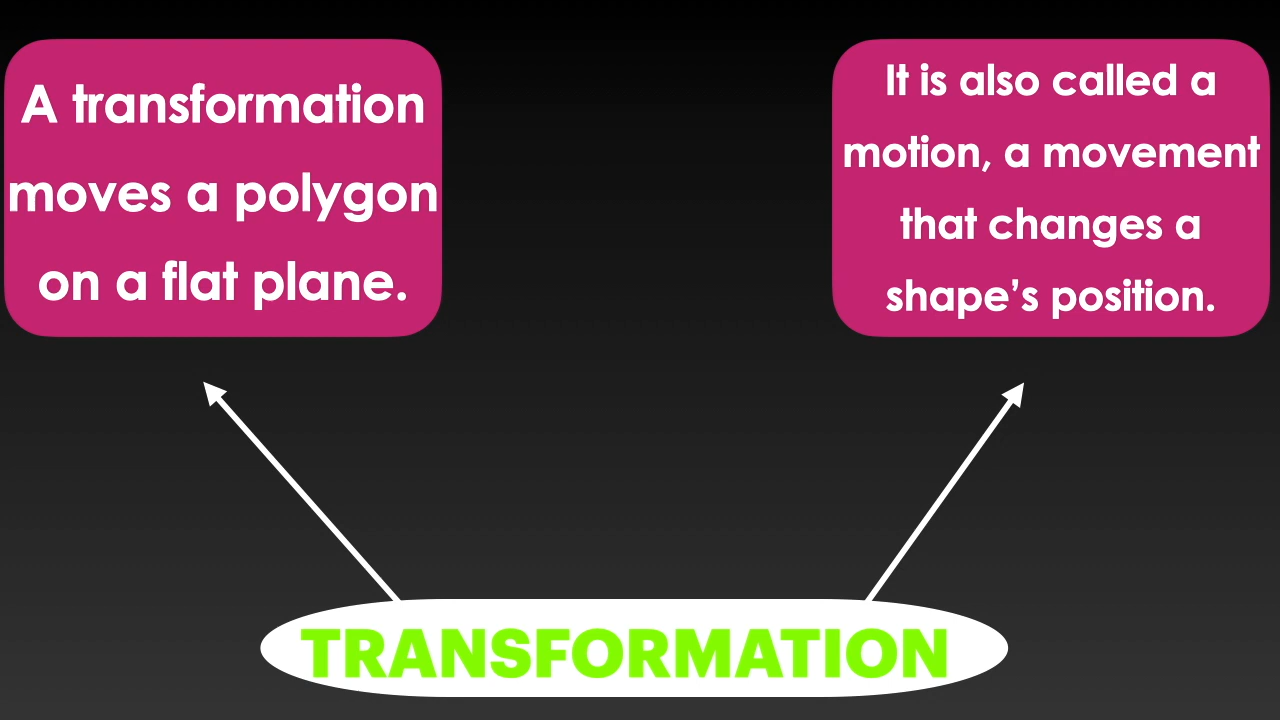 A transformation
moves a polygon
on a flat plane.
It is also called a
motion, a movement
that changes a
shape’s position.
TRANSFORMATION